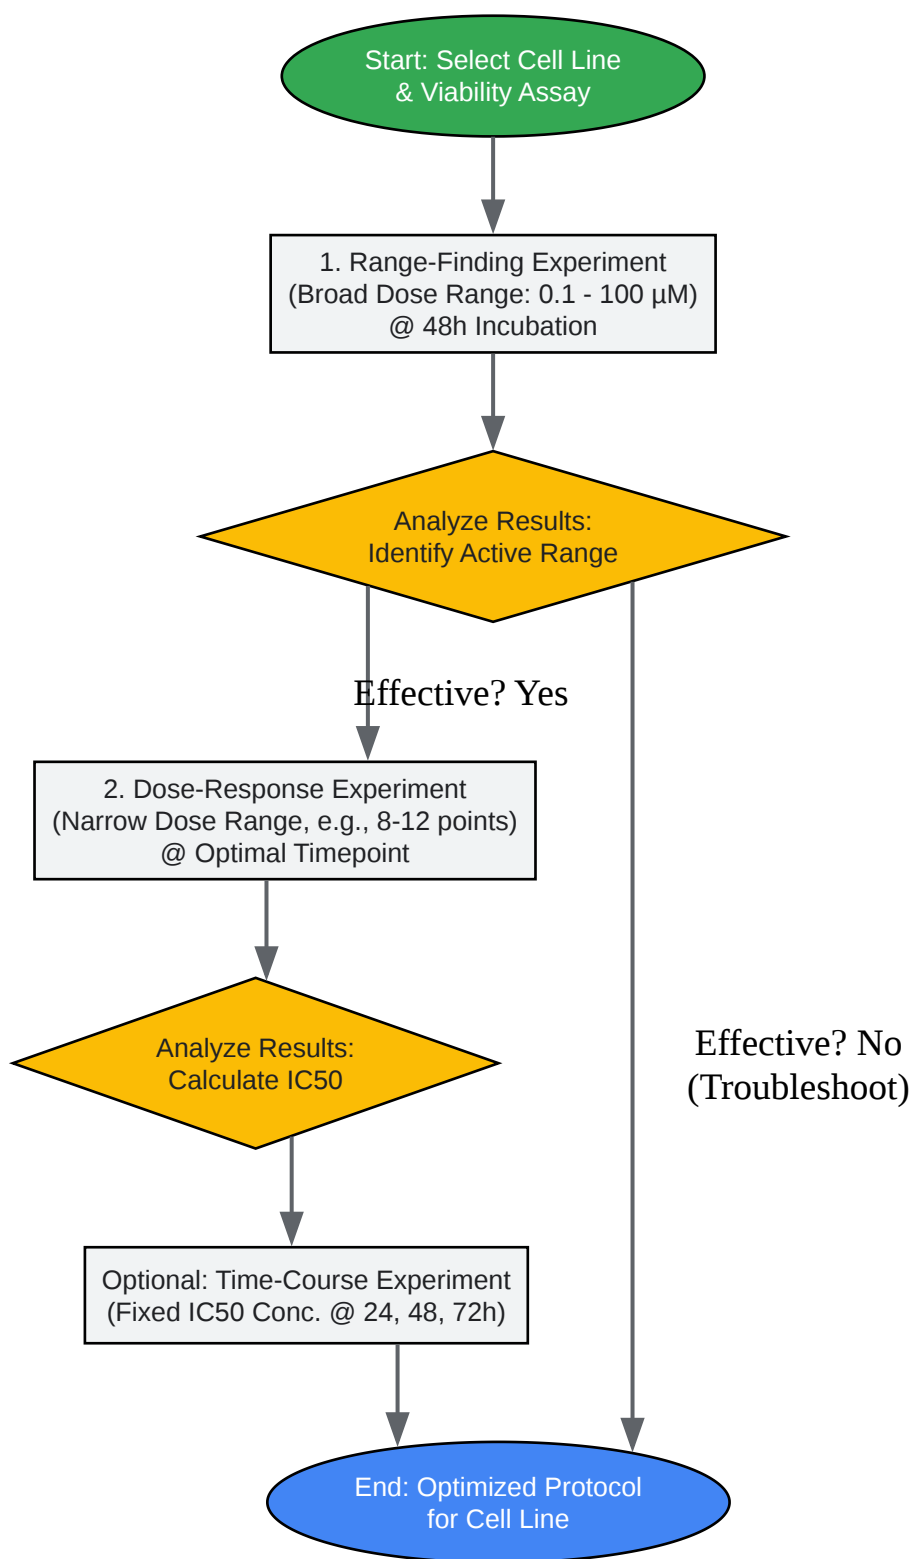 Start: Select Cell Line
& Viability Assay
1. Range-Finding Experiment
(Broad Dose Range: 0.1 - 100 µM)
@ 48h Incubation
Analyze Results:
Identify Active Range
Effective? Yes
2. Dose-Response Experiment
(Narrow Dose Range, e.g., 8-12 points)
@ Optimal Timepoint
Analyze Results:
Calculate IC50
Effective? No
(Troubleshoot)
Optional: Time-Course Experiment
(Fixed IC50 Conc. @ 24, 48, 72h)
End: Optimized Protocol
for Cell Line